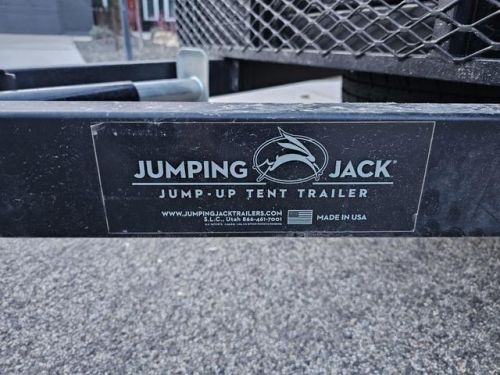 JUMPING JACK®
JUMP-UP TENT TRAILER
WWW.JUMPINGJACKTRAILERS.COM
S.L.C., Utah 866-461-7001
MADE IN USA